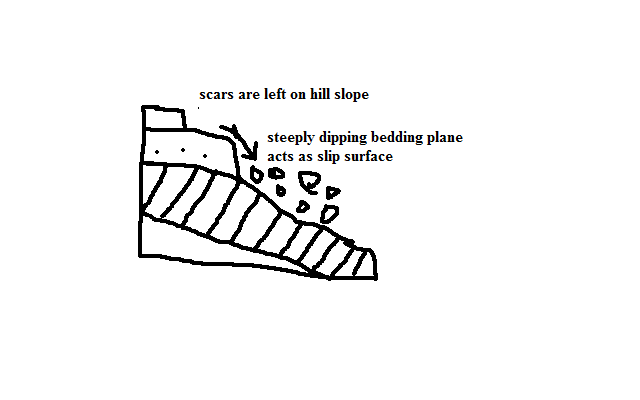 scars are left on hill slope
steeply dipping bedding plane
acts as slip surface